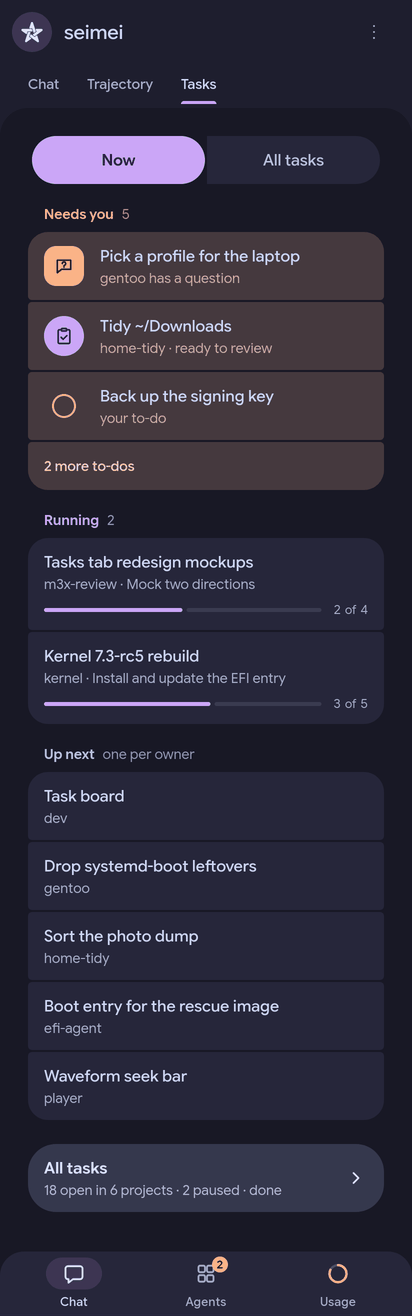 seimei
Chat Trajectory Tasks
Now All tasks
Needs you 5
Pick a profile for the laptop
gentoo has a question
Tidy ~/Downloads
home-tidy · ready to review
Back up the signing key
your to-do
2 more to-dos
Running 2
Tasks tab redesign mockups
m3x-review · Mock two directions
2 of 4
Kernel 7.3-rc5 rebuild
kernel · Install and update the EFI entry
3 of 5
Up next one per owner
Task board
dev
Drop systemd-boot leftovers
gentoo
Sort the photo dump
home-tidy
Boot entry for the rescue image
efi-agent
Waveform seek bar
player
All tasks
18 open in 6 projects · 2 paused · done
2
Chat Agents Usage